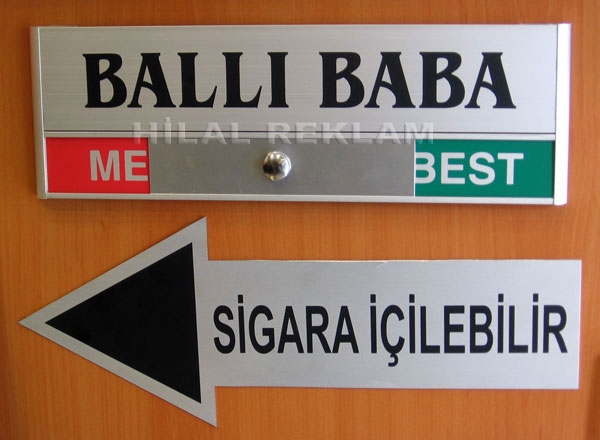 BALLI BABA
HİLAL REKLAM
ME BEST
SİGARA İÇİLEBİLİR